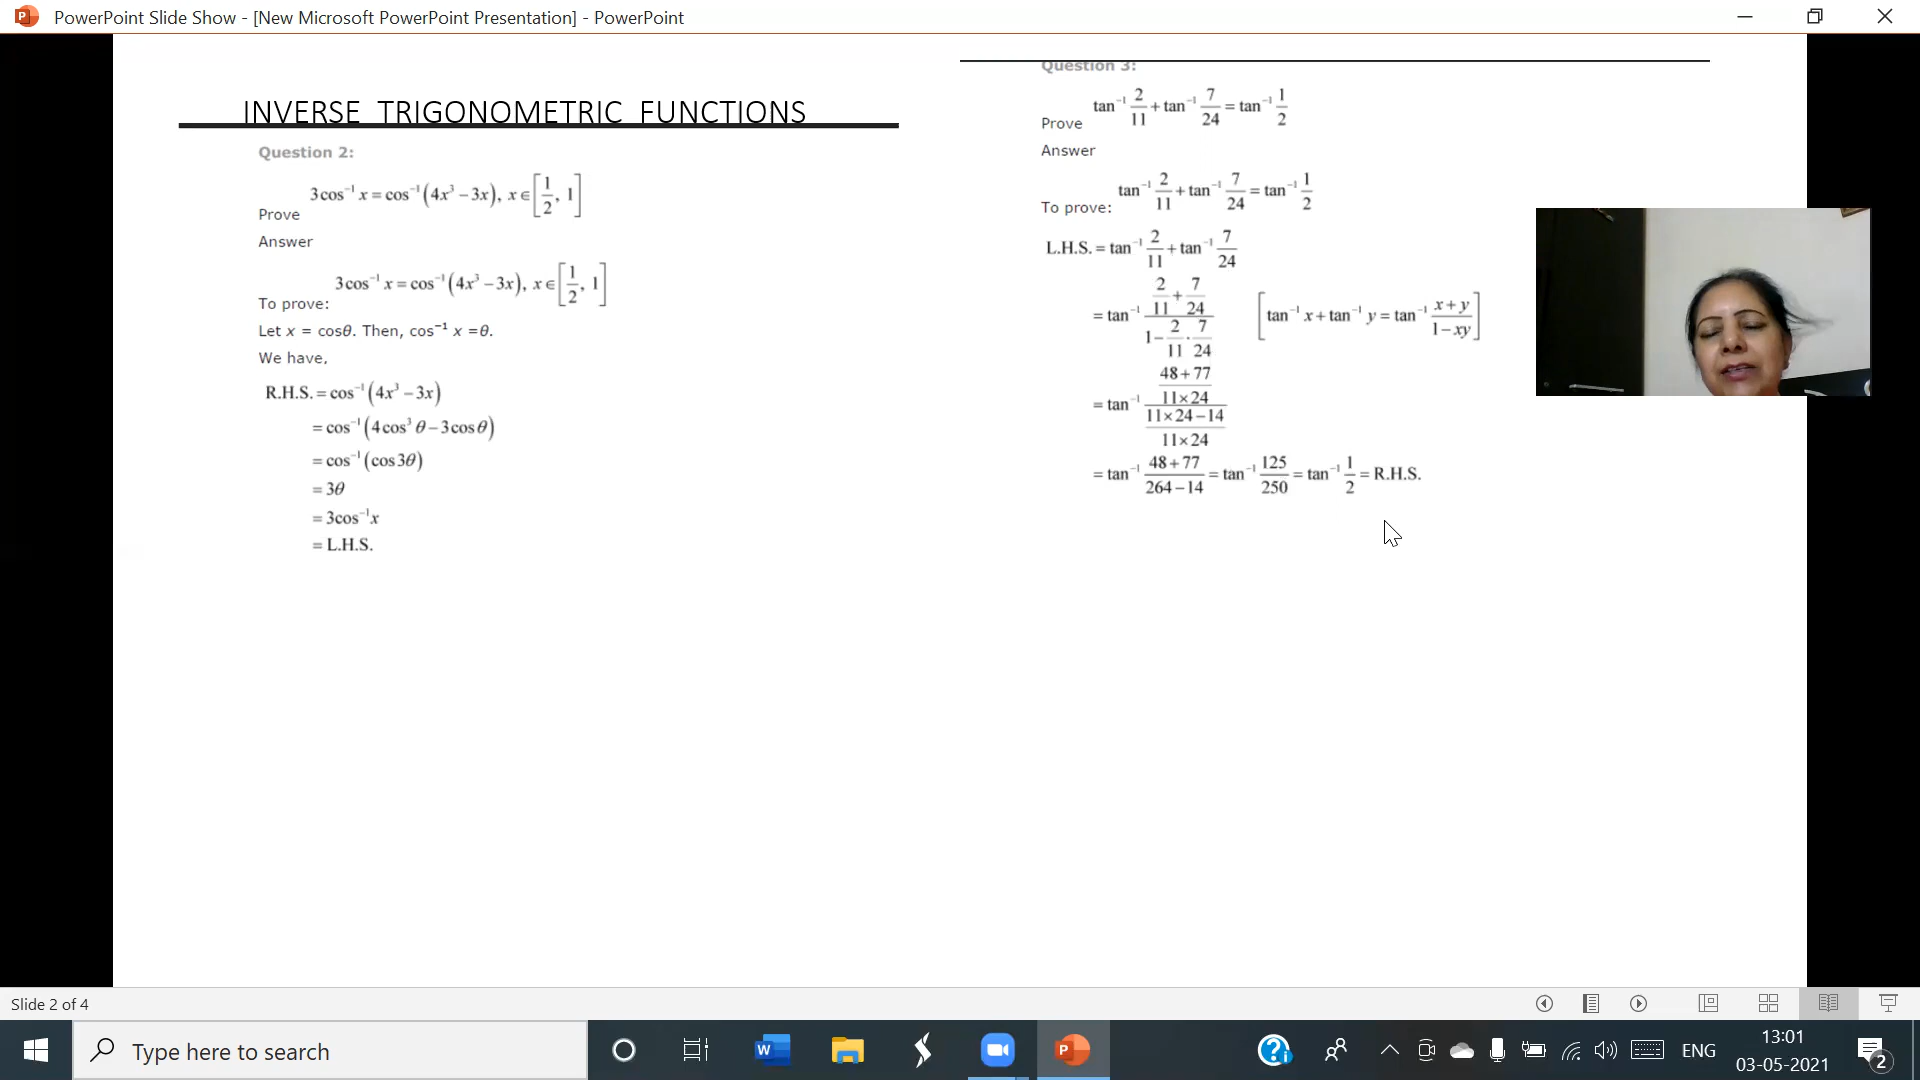 PowerPoint Slide Show - [New Microsoft PowerPoint Presentation] - PowerPoint
INVERSE TRIGONOMETRIC FUNCTIONS
Question 2:
Prove 3cos⁻¹ x = cos⁻¹(4x³ − 3x), x ∈ [1/2, 1]
Answer
To prove: 3cos⁻¹ x = cos⁻¹(4x³ − 3x), x ∈ [1/2, 1]
Let x = cosθ. Then, cos⁻¹ x =θ.
We have,
R.H.S. = cos⁻¹(4x³ − 3x)
= cos⁻¹(4cos³ θ − 3cosθ)
= cos⁻¹(cos3θ)
= 3θ
= 3cos⁻¹x
= L.H.S.
Question 3:
Prove tan⁻¹ 2/11 + tan⁻¹ 7/24 = tan⁻¹ 1/2
Answer
To prove: tan⁻¹ 2/11 + tan⁻¹ 7/24 = tan⁻¹ 1/2
L.H.S. = tan⁻¹ 2/11 + tan⁻¹ 7/24
= tan⁻¹ (2/11 + 7/24)/(1 − 2/11 · 7/24) [tan⁻¹ x + tan⁻¹ y = tan⁻¹ (x + y)/(1 − xy)]
= tan⁻¹ ((48 + 77)/(11×24))/((11×24 − 14)/(11×24))
= tan⁻¹ (48 + 77)/(264 − 14) = tan⁻¹ 125/250 = tan⁻¹ 1/2 = R.H.S.
Slide 2 of 4
Type here to search
ENG
13:01
03-05-2021
2